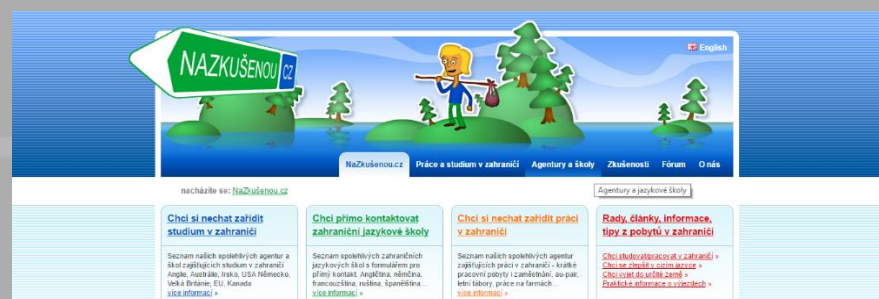 NAZKUŠENOU CZ
English
NaZkušenou.cz Práce a studium v zahraničí Agentury a školy Zkušenosti Fórum O nás
nacházíte se: NaZkušenou.cz
Agentury a jazykové školy
Chci si nechat zařídit
studium v zahraničí
Seznam našich spolehlivých agentur a
škol zajišťujících studium v zahraničí
Anglie, Austrálie, Irsko, USA Německo,
Velká Británie, EU, Kanada
více informací »
Chci přímo kontaktovat
zahraniční jazykové školy
Seznam spolehlivých zahraničních
jazykových škol s formulářem pro
přímý kontakt. Angličtina, němčina,
francouzština, ruština, španělština...
více informací »
Chci si nechat zařídit práci
v zahraničí
Seznam našich spolehlivých agentur
zajišťujících práci v zahraničí - krátké
pracovní pobyty i zaměstnání, au-pair,
letní tábory, práce na farmách...
více informací »
Rady, články, informace,
tipy z pobytů v zahraničí
Chci studovat/pracovat v zahraničí »
Chci se zlepšit v cizím jazyce »
Chci vyjet do určité země »
Praktické informace o výjezdech »